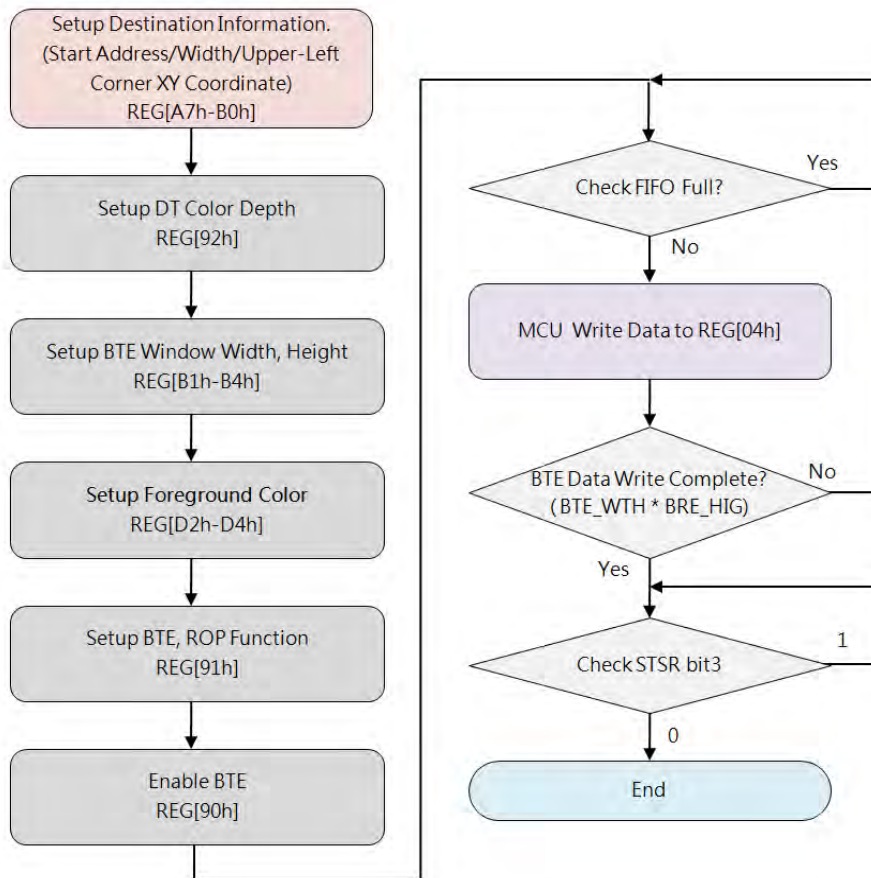 Setup Destination Information.
(Start Address/Width/Upper-Left
Corner XY Coordinate)
REG[A7h-B0h]
Setup DT Color Depth
REG[92h]
Setup BTE Window Width, Height
REG[B1h-B4h]
Setup Foreground Color
REG[D2h-D4h]
Setup BTE, ROP Function
REG[91h]
Enable BTE
REG[90h]
Check FIFO Full?
Yes
No
MCU Write Data to REG[04h]
BTE Data Write Complete?
(BTE_WTH * BRE_HIG)
No
Yes
Check STSR bit3
1
0
End